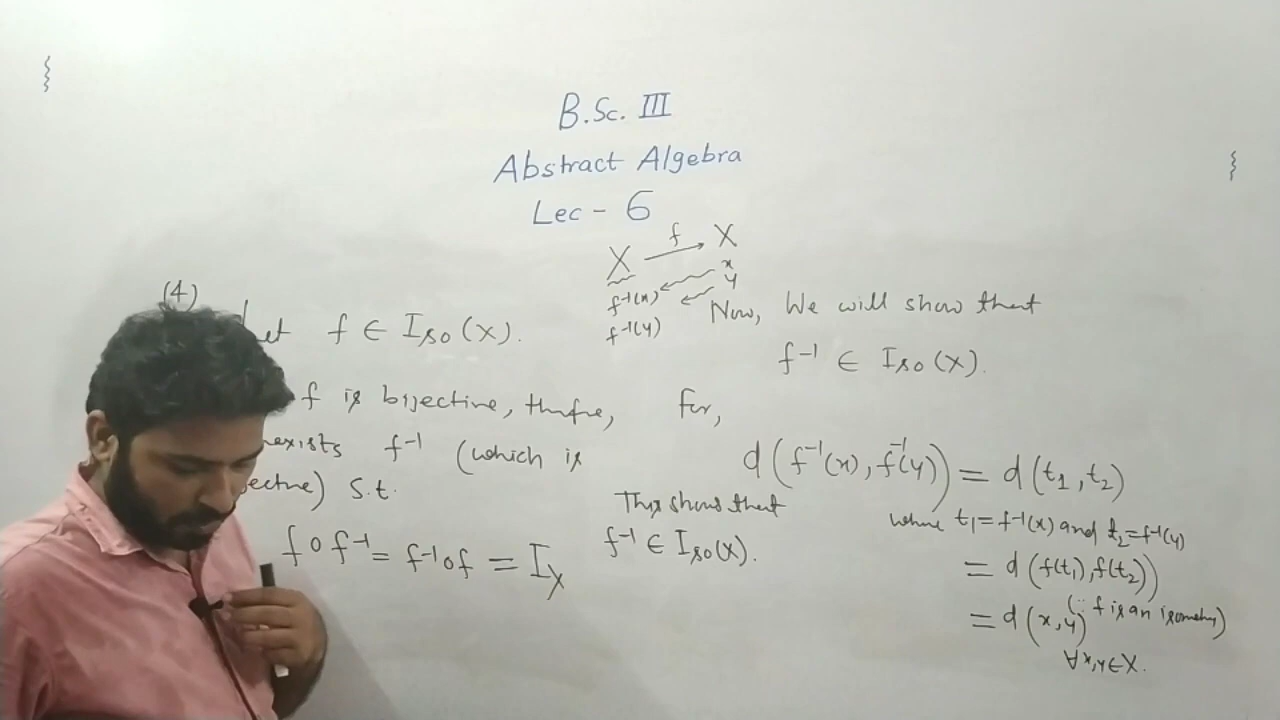 B.Sc. III
Abstract Algebra
Lec - 6
X f X
x
y
f⁻¹(x)
f⁻¹(y)
(4)
Let f ∈ Iso(X).
f is bijective, therefore,
exists f⁻¹ (which is
ective) s.t.
f o f⁻¹ = f⁻¹ o f = I_X
Now, We will show that
f⁻¹ ∈ Iso(X).
For,
d(f⁻¹(x), f⁻¹(y)) = d(t₁, t₂)
where t₁ = f⁻¹(x) and t₂ = f⁻¹(y)
= d(f(t₁), f(t₂))
(∵ f is an isometry)
= d(x, y)
∀ x, y ∈ X.
This shows that
f⁻¹ ∈ Iso(X).